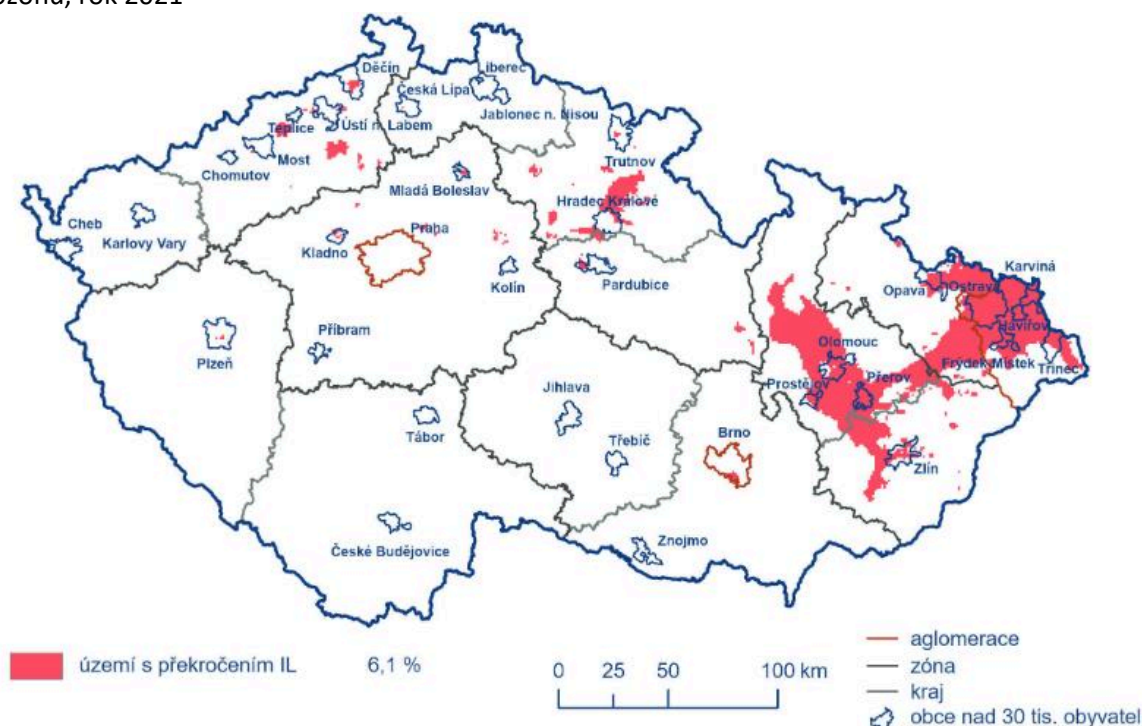 ozonu, rok 2021
Děčín
Liberec
Česká Lípa
Jablonec n. Nisou
Teplice
Ústí n. Labem
Most
Chomutov
Trutnov
Mladá Boleslav
Hradec Králové
Cheb
Karlovy Vary
Praha
Kladno
Kolín
Pardubice
Karviná
Opava
Ostrava
Havířov
Příbram
Plzeň
Olomouc
Frýdek Místek
Třinec
Jihlava
Prostějov
Přerov
Tábor
Třebíč
Brno
Zlín
České Budějovice
Znojmo
území s překročením IL 6,1 %
0 25 50 100 km
aglomerace
zóna
kraj
obce nad 30 tis. obyvatel